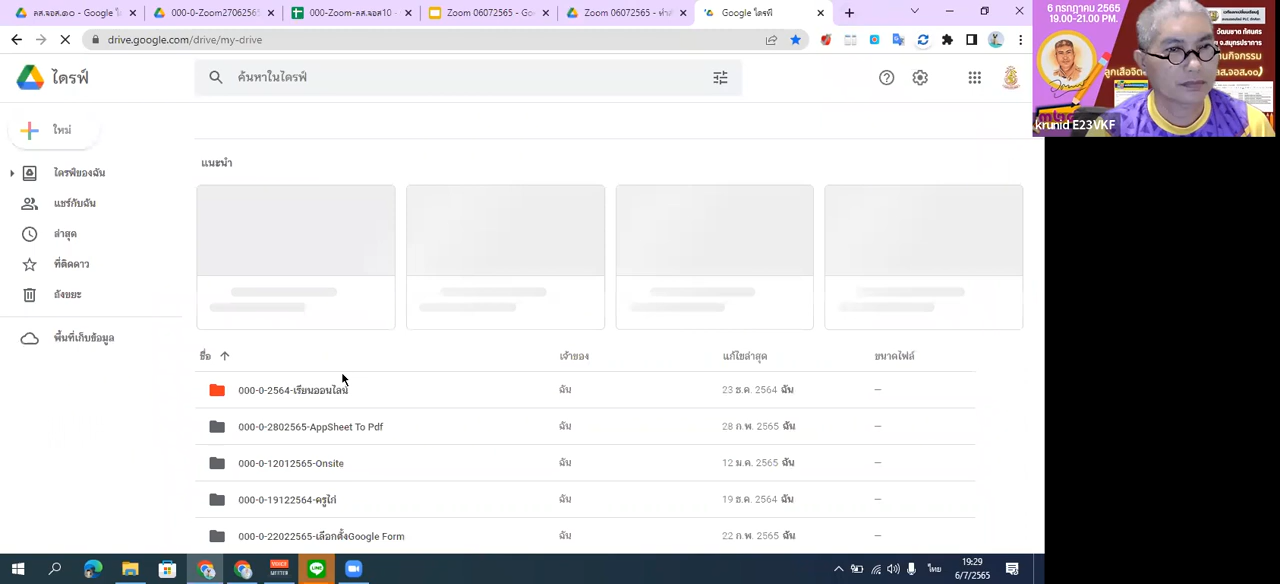 คส.จอส.๑๐ - Google ไ
000-0-Zoom27062565
000-Zoom-คส.จอส10 -
Zoom 06072565 - G
Zoom 06072565 - ทำสํ
Google ไดรฟ์
6 กรกฎาคม 2565
19.00-21.00 PM.
drive.google.com/drive/my-drive
ไดรฟ์
ค้นหาในไดรฟ์
krunid E23VKF
ใหม่
แนะนำ
ไดรฟ์ของฉัน
แชร์กับฉัน
ล่าสุด
ที่ติดดาว
ถังขยะ
พื้นที่เก็บข้อมูล
ชื่อ เจ้าของ แก้ไขล่าสุด ขนาดไฟล์
000-0-2564-เรียนออนไลน์ ฉัน 23 ธ.ค. 2564 ฉัน —
000-0-2802565-AppSheet To Pdf ฉัน 28 ก.พ. 2565 ฉัน —
000-0-12012565-Onsite ฉัน 12 ม.ค. 2565 ฉัน —
000-0-19122564-ครูไก่ ฉัน 19 ธ.ค. 2564 ฉัน —
000-0-22022565-เลือกตั้งGoogle Form ฉัน 22 ก.พ. 2565 ฉัน —
ไทย
19:29
6/7/2565